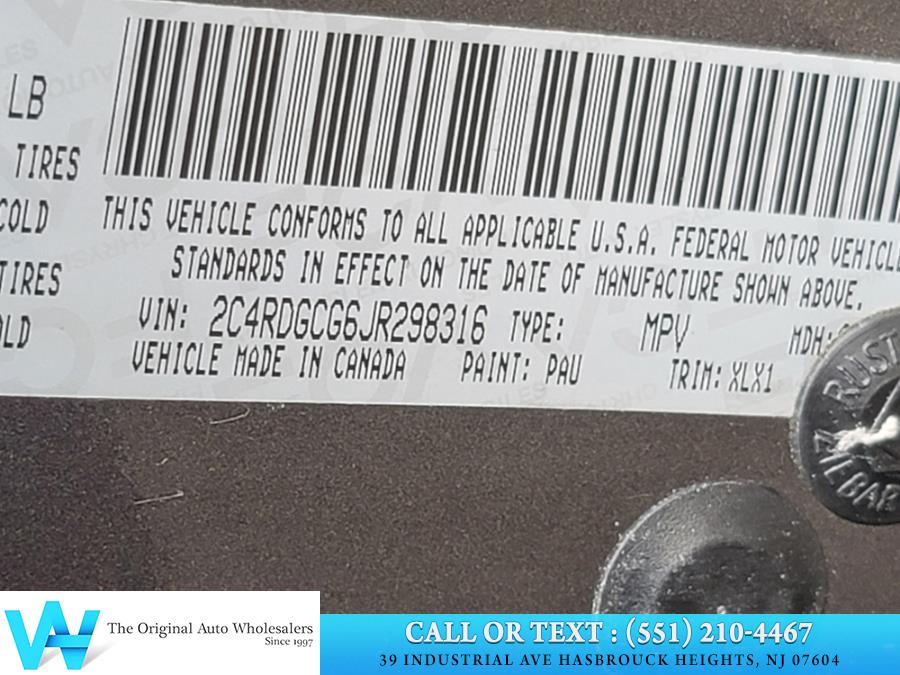 LB
TIRES
COLD
TIRES
THIS VEHICLE CONFORMS TO ALL APPLICABLE U.S.A. FEDERAL MOTOR VEHICLE
STANDARDS IN EFFECT ON THE DATE OF MANUFACTURE SHOWN ABOVE.
VIN: 2C4RDGCG6JR298316 TYPE: MPV MDH:
VEHICLE MADE IN CANADA PAINT: PAU TRIM: XLX1
RUST
ZIEBAR
The Original Auto Wholesalers
Since 1997
CALL OR TEXT : (551) 210-4467
39 INDUSTRIAL AVE HASBROUCK HEIGHTS, NJ 07604